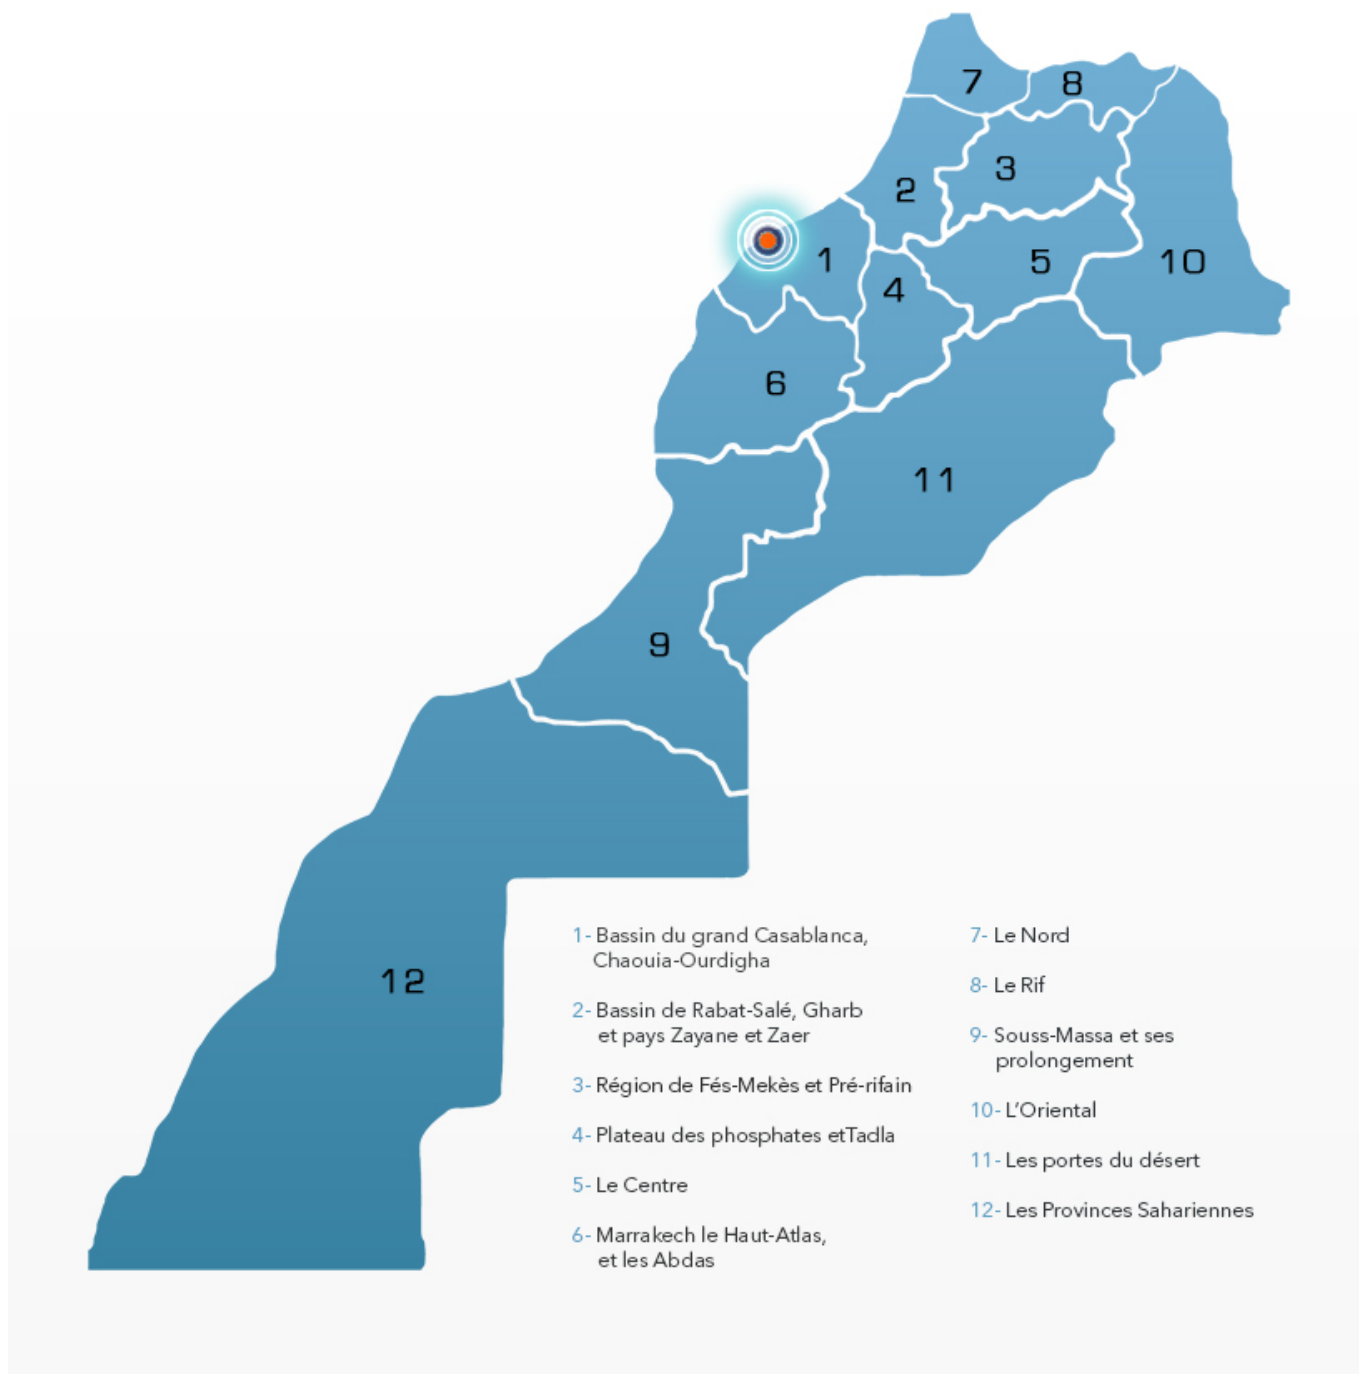 7
8
3
2
1
5
10
4
6
11
9
12
1- Bassin du grand Casablanca,
Chaouia-Ourdigha
2- Bassin de Rabat-Salé, Gharb
et pays Zayane et Zaer
3- Région de Fés-Mekès et Pré-rifain
4- Plateau des phosphates etTadla
5- Le Centre
6- Marrakech le Haut-Atlas,
et les Abdas
7- Le Nord
8- Le Rif
9- Souss-Massa et ses
prolongement
10- L'Oriental
11- Les portes du désert
12- Les Provinces Sahariennes